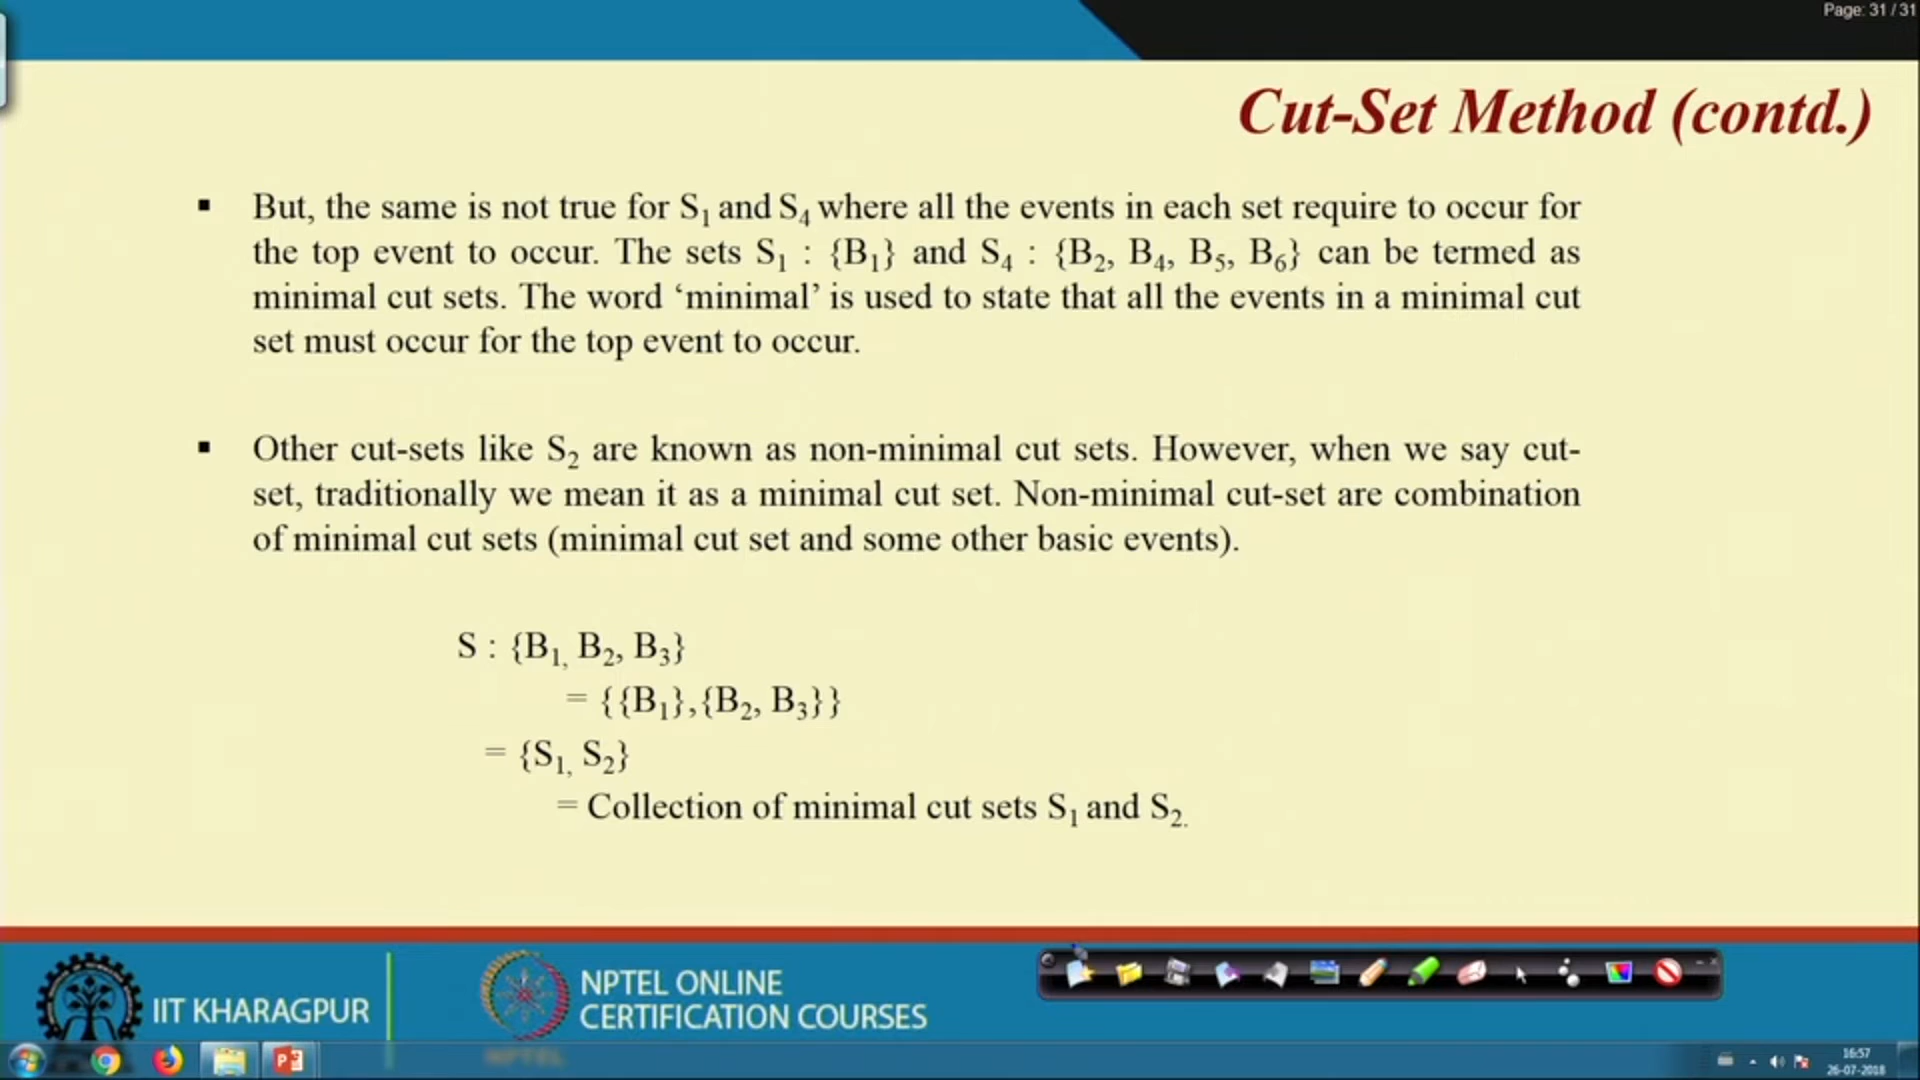 Page: 31 / 31
Cut-Set Method (contd.)
▪ But, the same is not true for S₁ and S₄ where all the events in each set require to occur for
the top event to occur. The sets S₁ : {B₁} and S₄ : {B₂, B₄, B₅, B₆} can be termed as
minimal cut sets. The word ‘minimal’ is used to state that all the events in a minimal cut
set must occur for the top event to occur.
▪ Other cut-sets like S₂ are known as non-minimal cut sets. However, when we say cut-
set, traditionally we mean it as a minimal cut set. Non-minimal cut-set are combination
of minimal cut sets (minimal cut set and some other basic events).
S : {B₁, B₂, B₃}
= {{B₁},{B₂, B₃}}
= {S₁, S₂}
= Collection of minimal cut sets S₁ and S₂.
IIT KHARAGPUR
NPTEL ONLINE
CERTIFICATION COURSES
NPTEL
16:57
26-07-2018